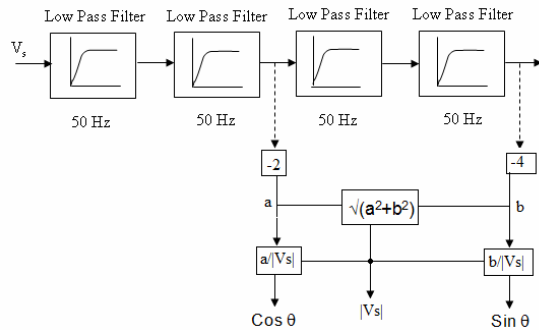 Low Pass Filter Low Pass Filter Low Pass Filter Low Pass Filter
Vs
50 Hz 50 Hz 50 Hz 50 Hz
-2 -4
a √(a²+b²) b
a/|Vs| b/|Vs|
Cos θ |Vs| Sin θ